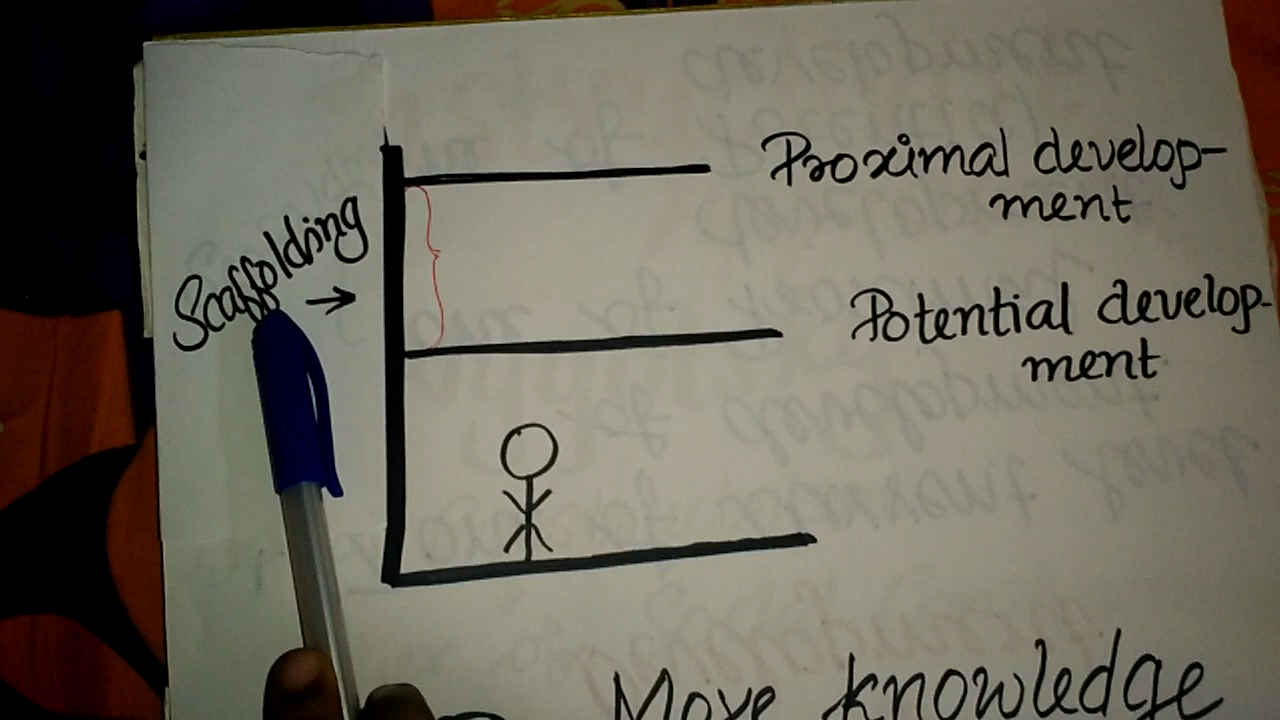 Proximal develop-
ment
Scaffolding
Potential develop-
ment
More knowledge